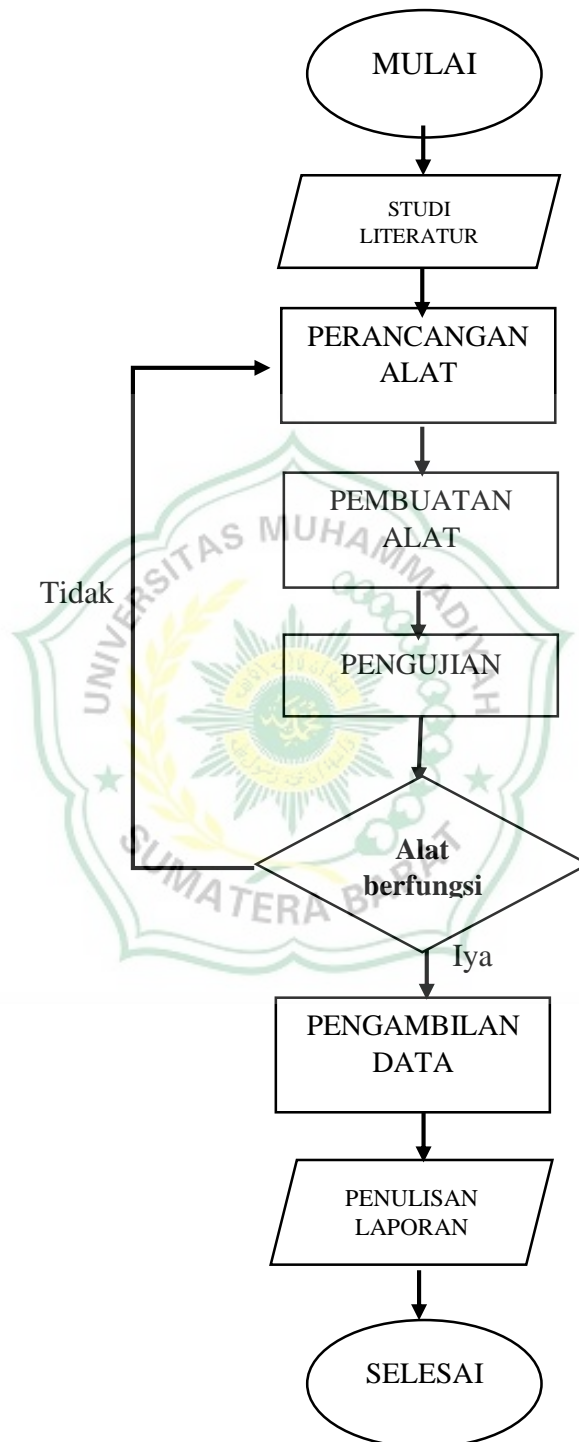 MULAI
STUDI
LITERATUR
PERANCANGAN
ALAT
PEMBUATAN
ALAT
Tidak
PENGUJIAN
UNIVERSITAS MUHAMMADIYAH
SUMATERA BARAT
Alat
berfungsi
Iya
PENGAMBILAN
DATA
PENULISAN
LAPORAN
SELESAI